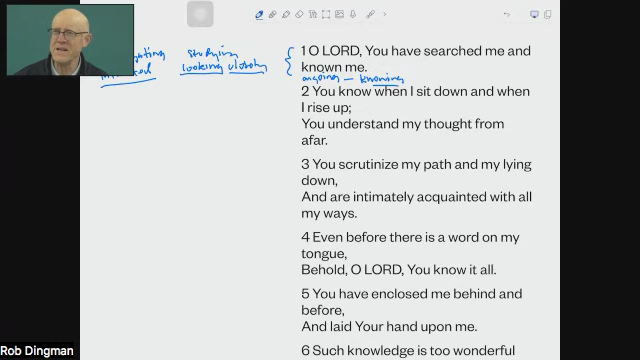 studying
looking closely
1 O LORD, You have searched me and
known me.
ongoing – knowing
2 You know when I sit down and when
I rise up;
You understand my thought from
afar.
3 You scrutinize my path and my lying
down,
And are intimately acquainted with all
my ways.
4 Even before there is a word on my
tongue,
Behold, O LORD, You know it all.
5 You have enclosed me behind and
before,
And laid Your hand upon me.
6 Such knowledge is too wonderful
Rob Dingman